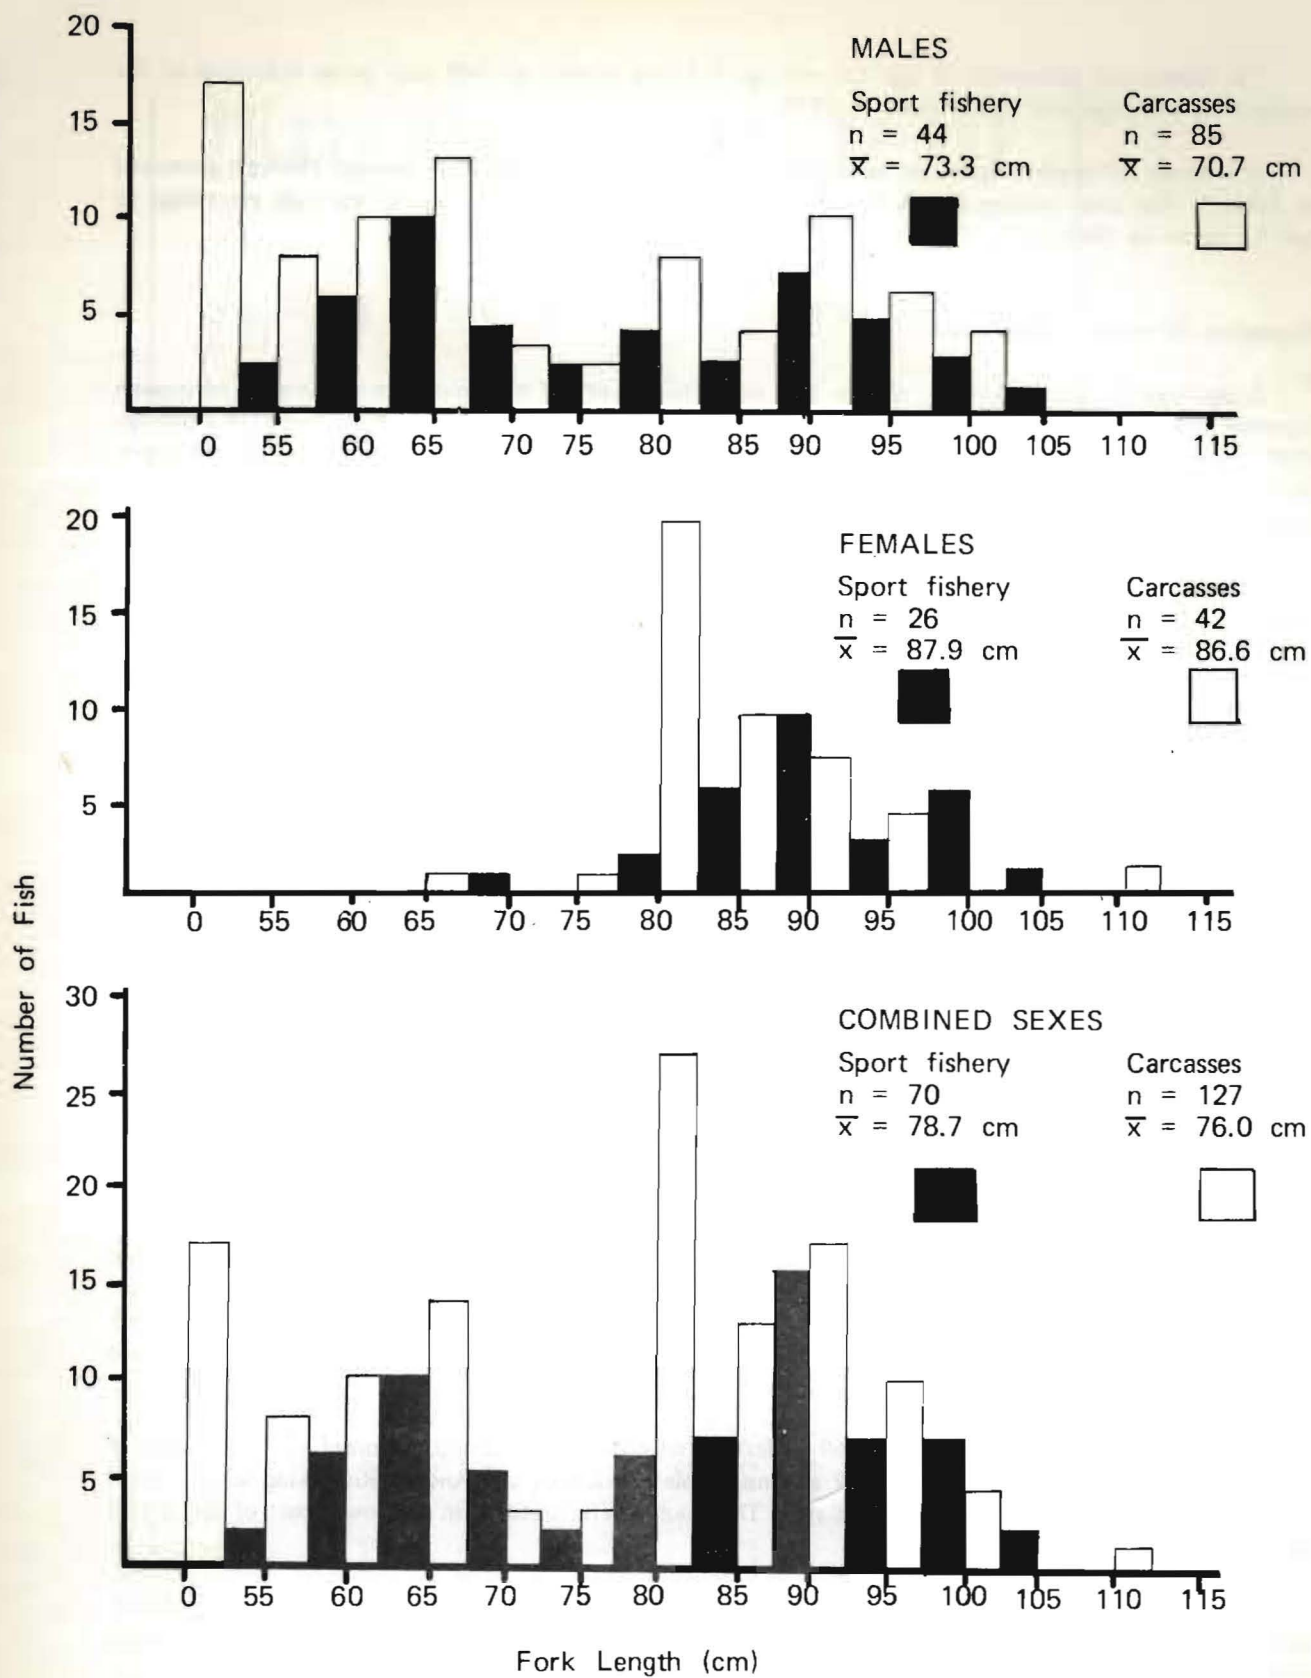 20
15
10
5
MALES
Sport fishery Carcasses
n = 44 n = 85
x̅ = 73.3 cm x̅ = 70.7 cm
0 55 60 65 70 75 80 85 90 95 100 105 110 115
20
15
10
5
FEMALES
Sport fishery Carcasses
n = 26 n = 42
x̅ = 87.9 cm x̅ = 86.6 cm
0 55 60 65 70 75 80 85 90 95 100 105 110 115
Number of Fish
30
25
20
15
10
5
COMBINED SEXES
Sport fishery Carcasses
n = 70 n = 127
x̅ = 78.7 cm x̅ = 76.0 cm
0 55 60 65 70 75 80 85 90 95 100 105 110 115
Fork Length (cm)